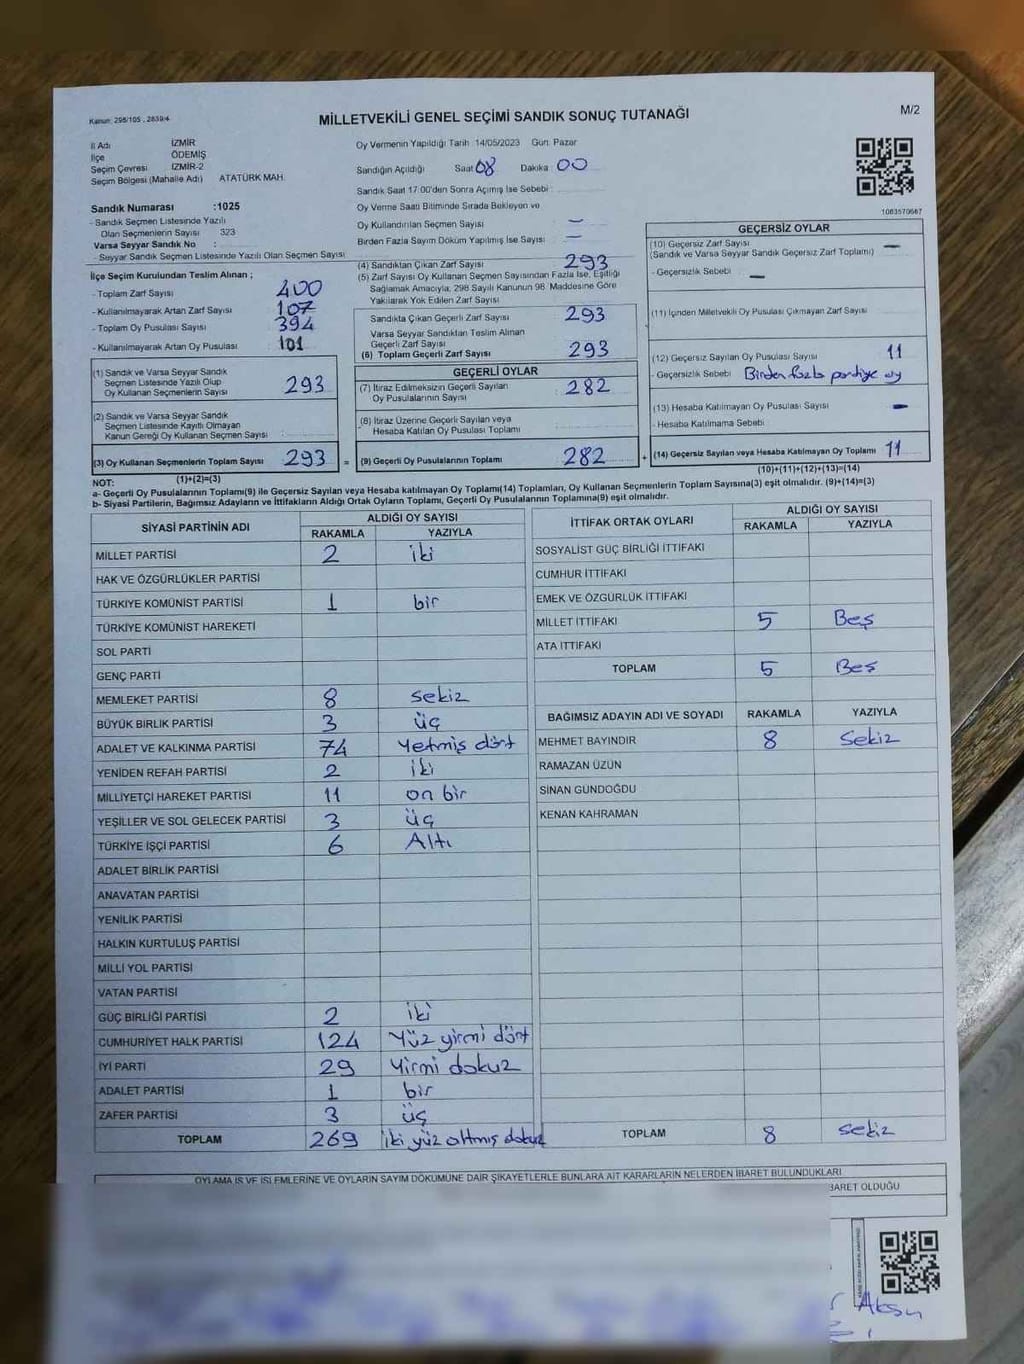 Kanun: 298/105 , 2839/4
MİLLETVEKİLİ GENEL SEÇİMİ SANDIK SONUÇ TUTANAĞI
M/2
İl Adı İZMİR
İlçe ÖDEMİŞ
Seçim Çevresi İZMİR-2
Seçim Bölgesi (Mahalle Adı) ATATÜRK MAH.
Sandık Numarası :1025
- Sandık Seçmen Listesinde Yazılı
Olan Seçmenlerin Sayısı 323
Varsa Seyyar Sandık No :
- Seyyar Sandık Seçmen Listesinde Yazılı Olan Seçmen Sayısı
İlçe Seçim Kurulundan Teslim Alınan ;
- Toplam Zarf Sayısı 400
- Kullanılmayarak Artan Zarf Sayısı 107
- Toplam Oy Pusulası Sayısı 394
- Kullanılmayarak Artan Oy Pusulası 101
(1) Sandık ve Varsa Seyyar Sandık
Seçmen Listesinde Yazılı Olup
Oy Kullanan Seçmenlerin Sayısı 293
(2) Sandık ve Varsa Seyyar Sandık
Seçmen Listesinde Kayıtlı Olmayan
Kanun Gereği Oy Kullanan Seçmen Sayısı
(3) Oy Kullanan Seçmenlerin Toplam Sayısı 293 =
(1)+(2)=(3)
Oy Vermenin Yapıldığı Tarih 14/05/2023 Gün: Pazar
Sandığın Açıldığı Saat 08 Dakika 00
Sandık Saat 17:00'den Sonra Açılmış İse Sebebi :
Oy Verme Saati Bitiminde Sırada Bekleyen ve
Oy Kullandırılan Seçmen Sayısı —
Birden Fazla Sayım Döküm Yapılmış İse Sayısı —
(4) Sandıktan Çıkan Zarf Sayısı 293
(5) Zarf Sayısı Oy Kullanan Seçmen Sayısından Fazla İse, Eşitliği
Sağlamak Amacıyla, 298 Sayılı Kanunun 98. Maddesine Göre
Yakılarak Yok Edilen Zarf Sayısı
Sandıkta Çıkan Geçerli Zarf Sayısı 293
Varsa Seyyar Sandıktan Teslim Alınan
Geçerli Zarf Sayısı
(6) Toplam Geçerli Zarf Sayısı 293
GEÇERLİ OYLAR
(7) İtiraz Edilmeksizin Geçerli Sayılan
Oy Pusulalarının Sayısı 282
(8) İtiraz Üzerine Geçerli Sayılan veya
Hesaba Katılan Oy Pusulası Toplamı
(9) Geçerli Oy Pusulalarının Toplamı 282 +
1083570667
GEÇERSİZ OYLAR
(10) Geçersiz Zarf Sayısı —
(Sandık ve Varsa Seyyar Sandık Geçersiz Zarf Toplamı)
- Geçersizlik Sebebi —
(11) İçinden Milletvekili Oy Pusulası Çıkmayan Zarf Sayısı
(12) Geçersiz Sayılan Oy Pusulası Sayısı 11
- Geçersizlik Sebebi Birden fazla partiye oy
(13) Hesaba Katılmayan Oy Pusulası Sayısı —
- Hesaba Katılmama Sebebi
(14) Geçersiz Sayılan veya Hesaba Katılmayan Oy Toplamı 11
(10)+(11)+(12)+(13)=(14)
NOT:
a- Geçerli Oy Pusulalarının Toplamı(9) ile Geçersiz Sayılan veya Hesaba katılmayan Oy Toplamı(14) Toplamları, Oy Kullanan Seçmenlerin Toplam Sayısına(3) eşit olmalıdır. (9)+(14)=(3)
b- Siyasi Partilerin, Bağımsız Adayların ve İttifakların Aldığı Ortak Oyların Toplamı, Geçerli Oy Pusulalarının Toplamına(9) eşit olmalıdır.
SİYASİ PARTİNİN ADI ALDIĞI OY SAYISI
RAKAMLA YAZIYLA
MİLLET PARTİSİ 2 iki
HAK VE ÖZGÜRLÜKLER PARTİSİ
TÜRKİYE KOMÜNİST PARTİSİ 1 bir
TÜRKİYE KOMÜNİST HAREKETİ
SOL PARTİ
GENÇ PARTİ
MEMLEKET PARTİSİ 8 sekiz
BÜYÜK BİRLİK PARTİSİ 3 üç
ADALET VE KALKINMA PARTİSİ 74 Yetmiş dört
YENİDEN REFAH PARTİSİ 2 iki
MİLLİYETÇİ HAREKET PARTİSİ 11 on bir
YEŞİLLER VE SOL GELECEK PARTİSİ 3 üç
TÜRKİYE İŞÇİ PARTİSİ 6 Altı
ADALET BİRLİK PARTİSİ
ANAVATAN PARTİSİ
YENİLİK PARTİSİ
HALKIN KURTULUŞ PARTİSİ
MİLLİ YOL PARTİSİ
VATAN PARTİSİ
GÜÇ BİRLİĞİ PARTİSİ 2 iki
CUMHURİYET HALK PARTİSİ 124 Yüz yirmi dört
İYİ PARTİ 29 Yirmi dokuz
ADALET PARTİSİ 1 bir
ZAFER PARTİSİ 3 üç
TOPLAM 269 iki yüz altmış dokuz
İTTİFAK ORTAK OYLARI ALDIĞI OY SAYISI
RAKAMLA YAZIYLA
SOSYALİST GÜÇ BİRLİĞİ İTTİFAKI
CUMHUR İTTİFAKI
EMEK VE ÖZGÜRLÜK İTTİFAKI
MİLLET İTTİFAKI 5 Beş
ATA İTTİFAKI
TOPLAM 5 Beş
BAĞIMSIZ ADAYIN ADI VE SOYADI RAKAMLA YAZIYLA
MEHMET BAYINDIR 8 Sekiz
RAMAZAN ÜZÜN
SİNAN GÜNDOĞDU
KENAN KAHRAMAN
TOPLAM 8 sekiz
OYLAMA İŞ VE İŞLEMLERİNE VE OYLARIN SAYIM DÖKÜMÜNE DAİR ŞİKAYETLERLE BUNLARA AİT KARARLARIN NELERDEN İBARET BULUNDUKLARI
BARET OLDUĞU
Aksu